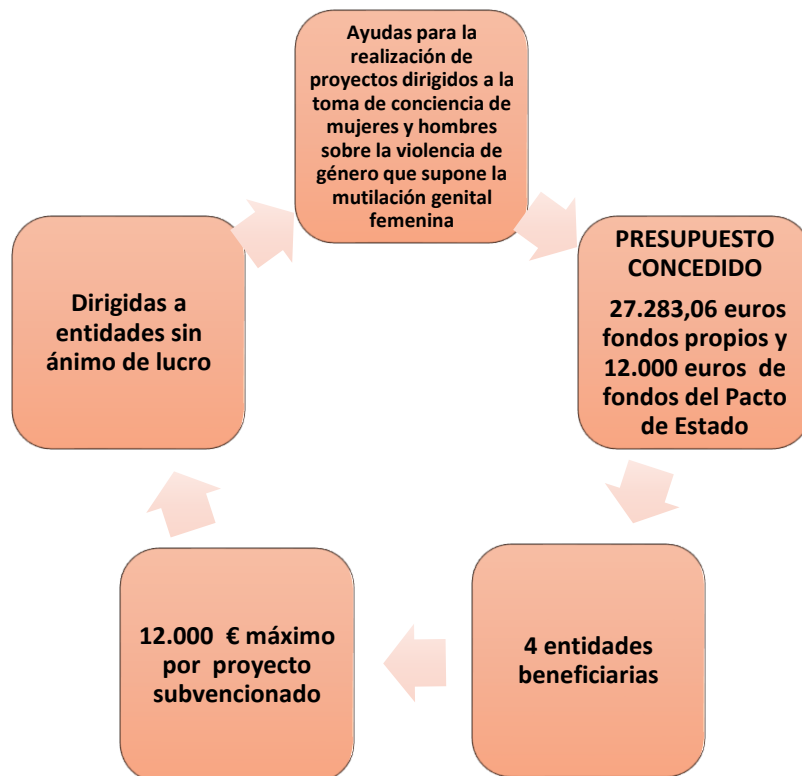 Ayudas para la
realización de
proyectos dirigidos a la
toma de conciencia de
mujeres y hombres
sobre la violencia de
género que supone la
mutilación genital
femenina
PRESUPUESTO
CONCEDIDO
27.283,06 euros
fondos propios y
12.000 euros de
fondos del Pacto
de Estado
4 entidades
beneficiarias
12.000 € máximo
por proyecto
subvencionado
Dirigidas a
entidades sin
ánimo de lucro